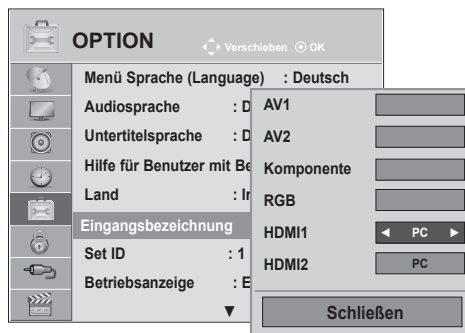 OPTION
Verschieben OK
Menü Sprache (Language) : Deutsch
Audiosprache : D
Untertitelsprache : D
Hilfe für Benutzer mit Be
Land : Ir
Eingangsbezeichnung
Set ID : 1
Betriebsanzeige : E
AV1
AV2
Komponente
RGB
HDMI1 ◄ PC ►
HDMI2 PC
Schließen